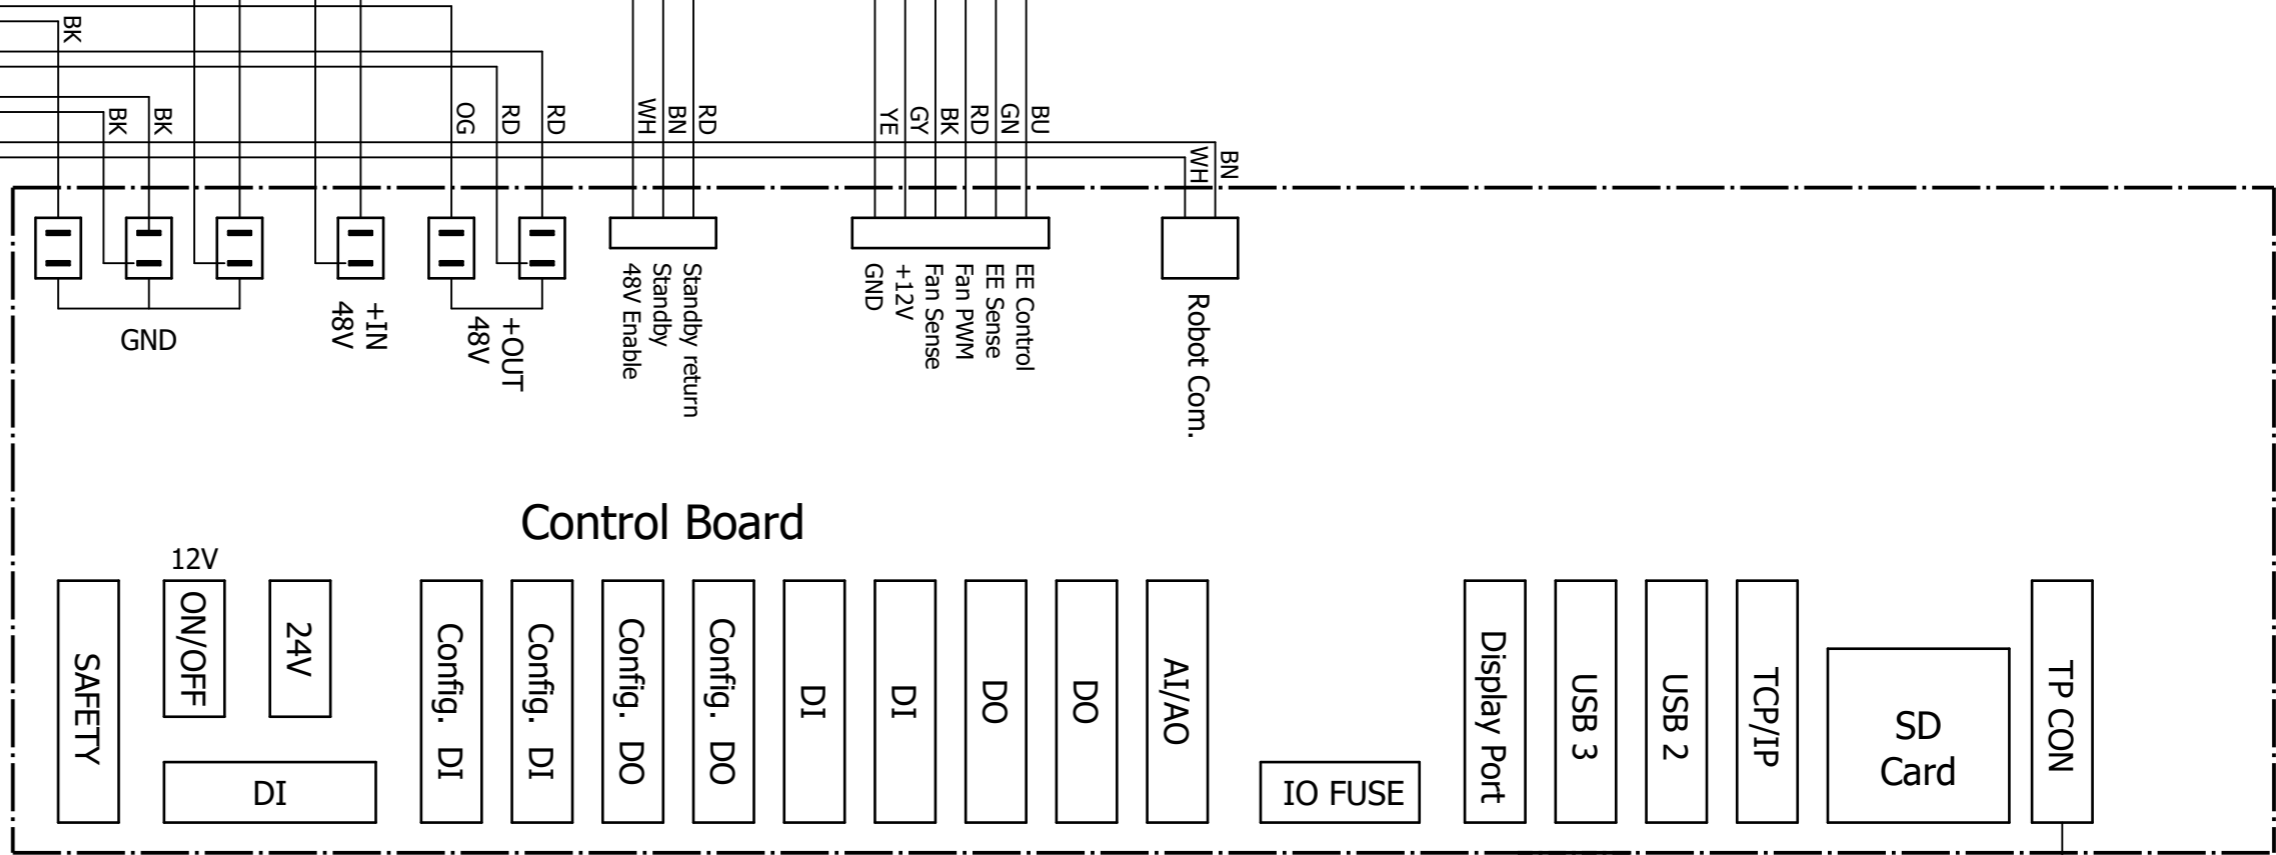 BK
BK
BK
OG
RD
RD
WH
BN
RD
YE
GY
BK
RD
GN
BU
WH
BN
GND
+IN
48V
+OUT
48V
48V Enable
Standby
Standby return
GND
+12V
Fan Sense
Fan PWM
EE Sense
EE Control
Robot Com.
Control Board
12V
SAFETY
ON/OFF
24V
DI
Config. DI
Config. DI
Config. DO
Config. DO
DI
DI
DO
DO
AI/AO
IO FUSE
Display Port
USB 3
USB 2
TCP/IP
SD
Card
TP CON